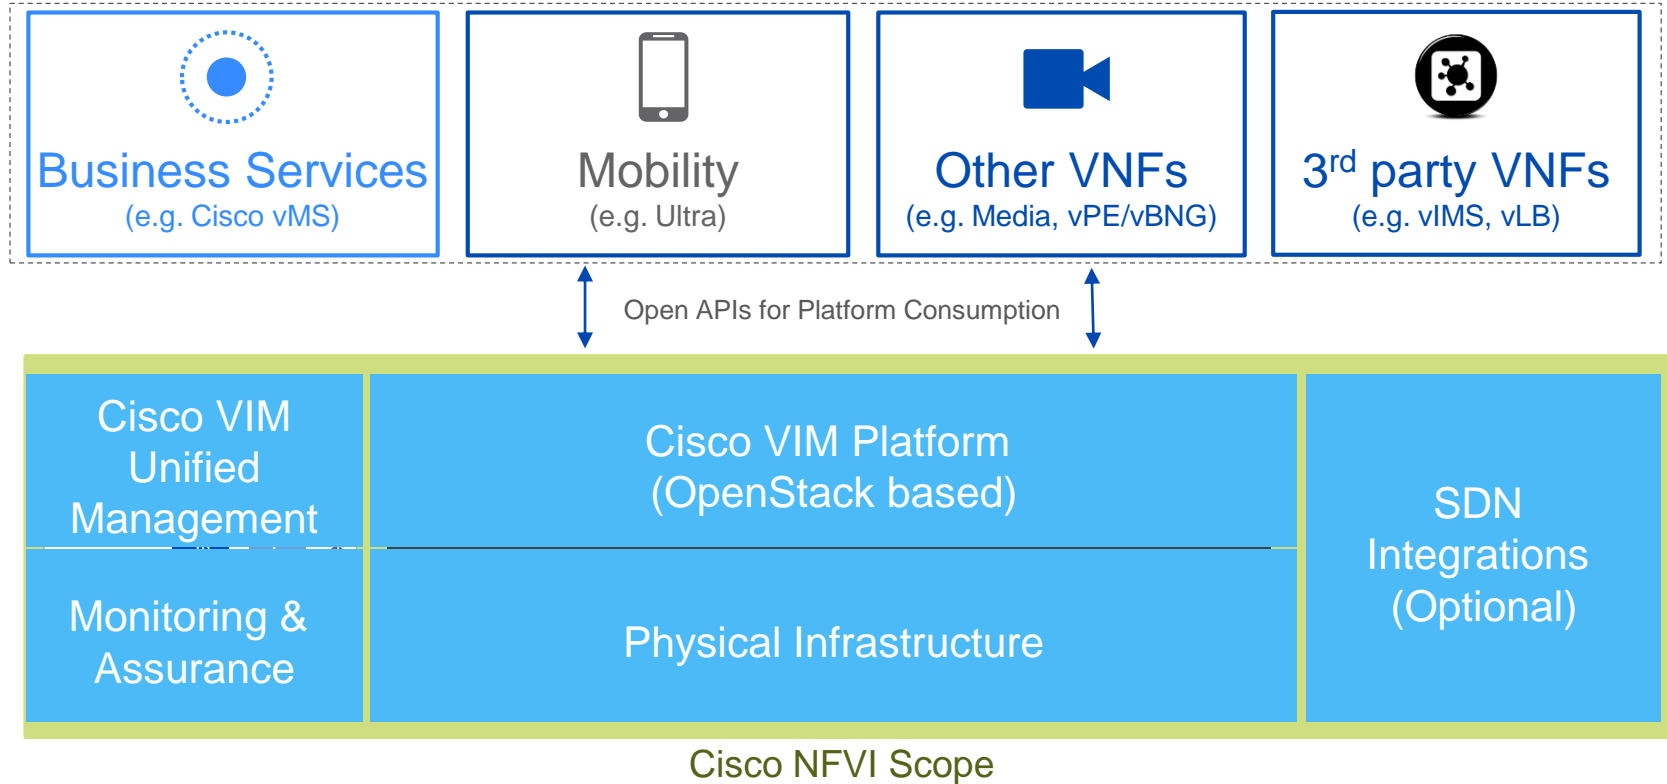 Business Services
(e.g. Cisco vMS)
Mobility
(e.g. Ultra)
Other VNFs
(e.g. Media, vPE/vBNG)
3rd party VNFs
(e.g. vIMS, vLB)
Open APIs for Platform Consumption
Cisco VIM
Unified
Management
Cisco VIM Platform
(OpenStack based)
SDN
Integrations
(Optional)
Monitoring &
Assurance
Physical Infrastructure
Cisco NFVI Scope